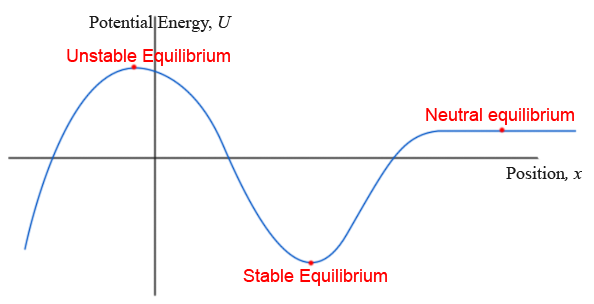 Potential Energy, U
Unstable Equilibrium
Neutral equilibrium
Position, x
Stable Equilibrium